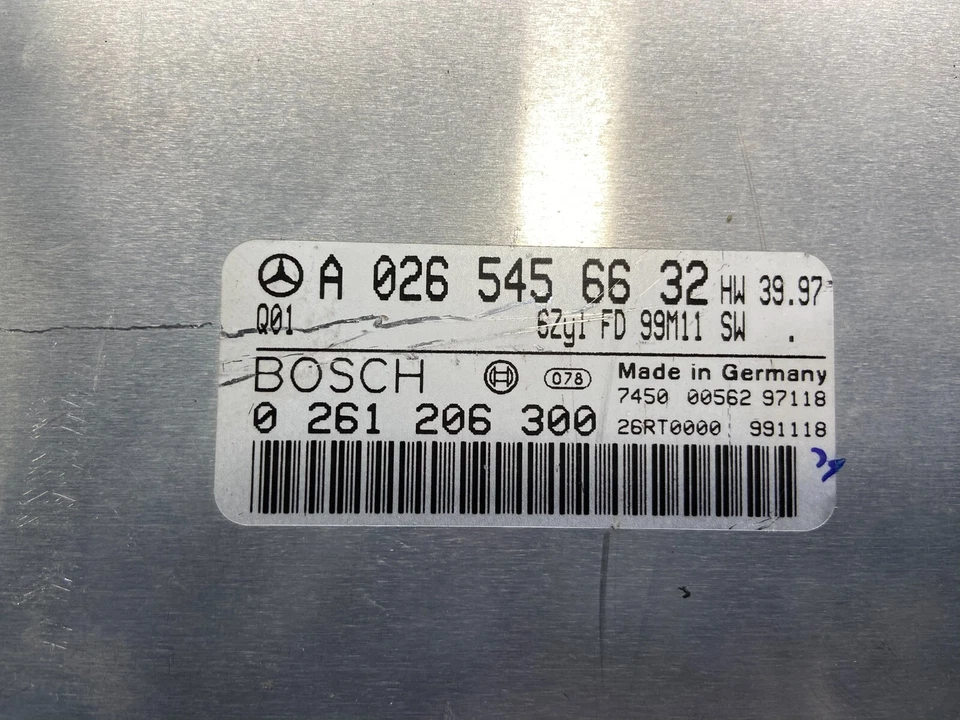 A 026 545 66 32 HW 39.97
Q01 6Zyl FD 99M11 SW .
BOSCH 078 Made in Germany
7450 00562 97118
0 261 206 300 26RT0000 991118